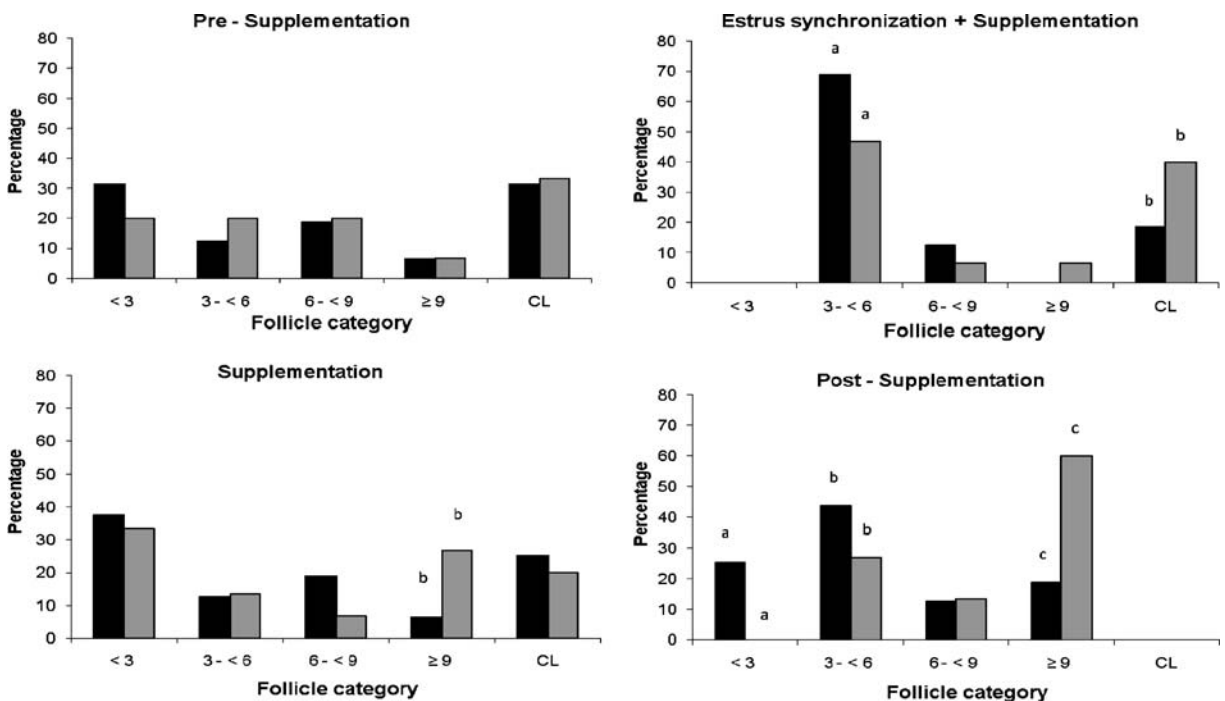 Pre - Supplementation
80
70
60
50
40
30
20
10
0
Percentage
< 3 3 - < 6 6 - < 9 ≥ 9 CL
Follicle category
Estrus synchronization + Supplementation
80
70
60
50
40
30
20
10
0
Percentage
a
a
b
b
< 3 3 - < 6 6 - < 9 ≥ 9 CL
Follicle category
Supplementation
80
70
60
50
40
30
20
10
0
Percentage
b
b
< 3 3 - < 6 6 - < 9 ≥ 9 CL
Follicle category
Post - Supplementation
80
70
60
50
40
30
20
10
0
Percentage
a
a
b
b
c
c
< 3 3 - < 6 6 - < 9 ≥ 9 CL
Follicle category